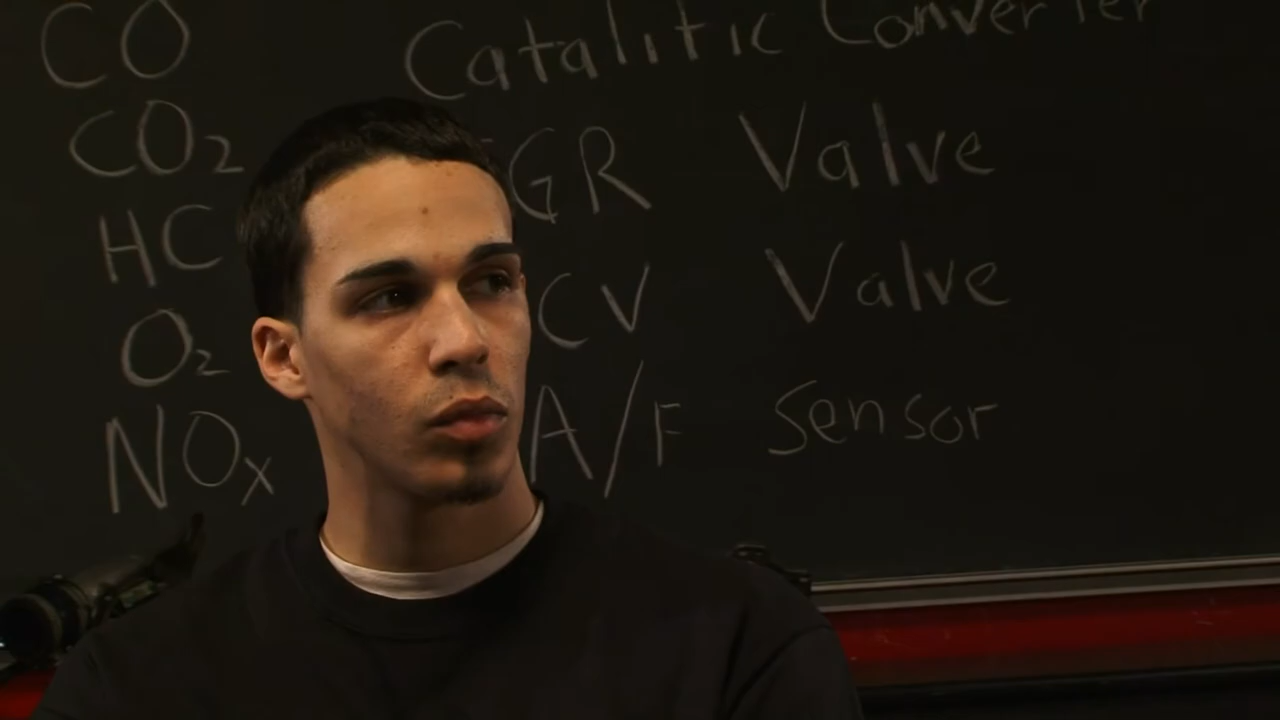 CO Catalitic Converter
CO2 GR Valve
HC CV Valve
O2 A/F Sensor
NOx